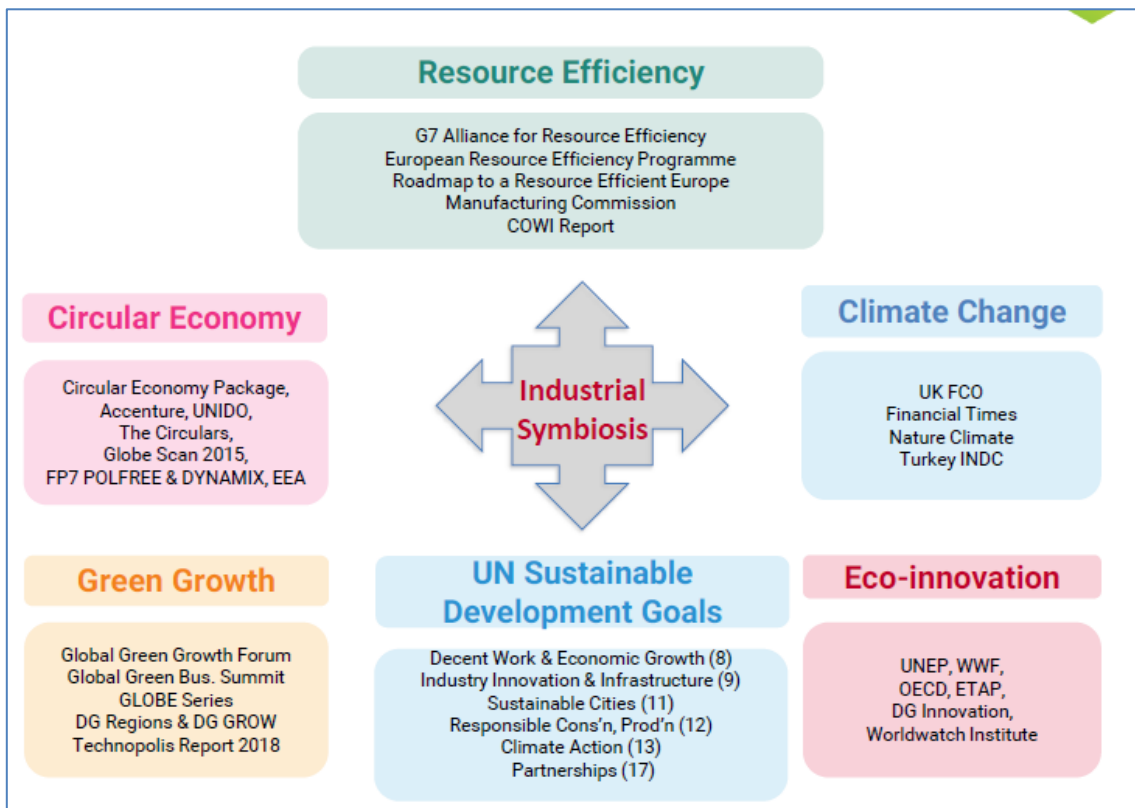 Resource Efficiency
G7 Alliance for Resource Efficiency
European Resource Efficiency Programme
Roadmap to a Resource Efficient Europe
Manufacturing Commission
COWI Report
Circular Economy
Circular Economy Package,
Accenture, UNIDO,
The Circulars,
Globe Scan 2015,
FP7 POLFREE & DYNAMIX, EEA
Industrial
Symbiosis
Climate Change
UK FCO
Financial Times
Nature Climate
Turkey INDC
Green Growth
Global Green Growth Forum
Global Green Bus. Summit
GLOBE Series
DG Regions & DG GROW
Technopolis Report 2018
UN Sustainable
Development Goals
Decent Work & Economic Growth (8)
Industry Innovation & Infrastructure (9)
Sustainable Cities (11)
Responsible Cons'n, Prod'n (12)
Climate Action (13)
Partnerships (17)
Eco-innovation
UNEP, WWF,
OECD, ETAP,
DG Innovation,
Worldwatch Institute